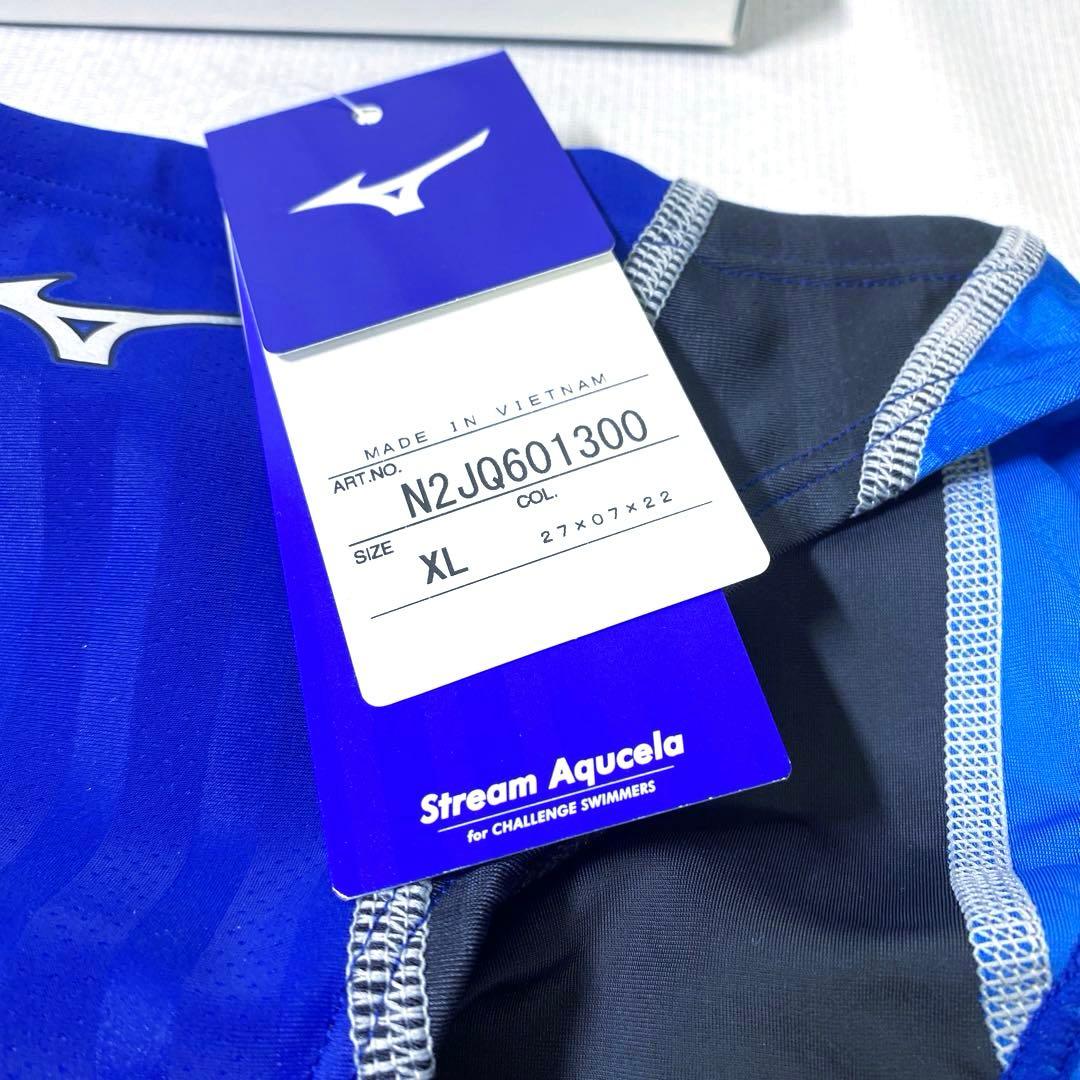 MADE IN VIETNAM
ART.NO. N2JQ601300
COL.
SIZE XL 27×07×22
Stream Aqucela
for CHALLENGE SWIMMERS